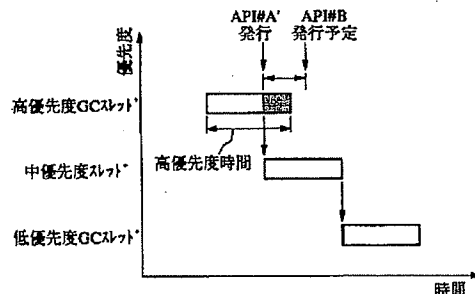 API#A'
発行
API#B
発行予定
優先度
高優先度GCスレッド
高優先度時間
中優先度スレッド
低優先度GCスレッド
時間